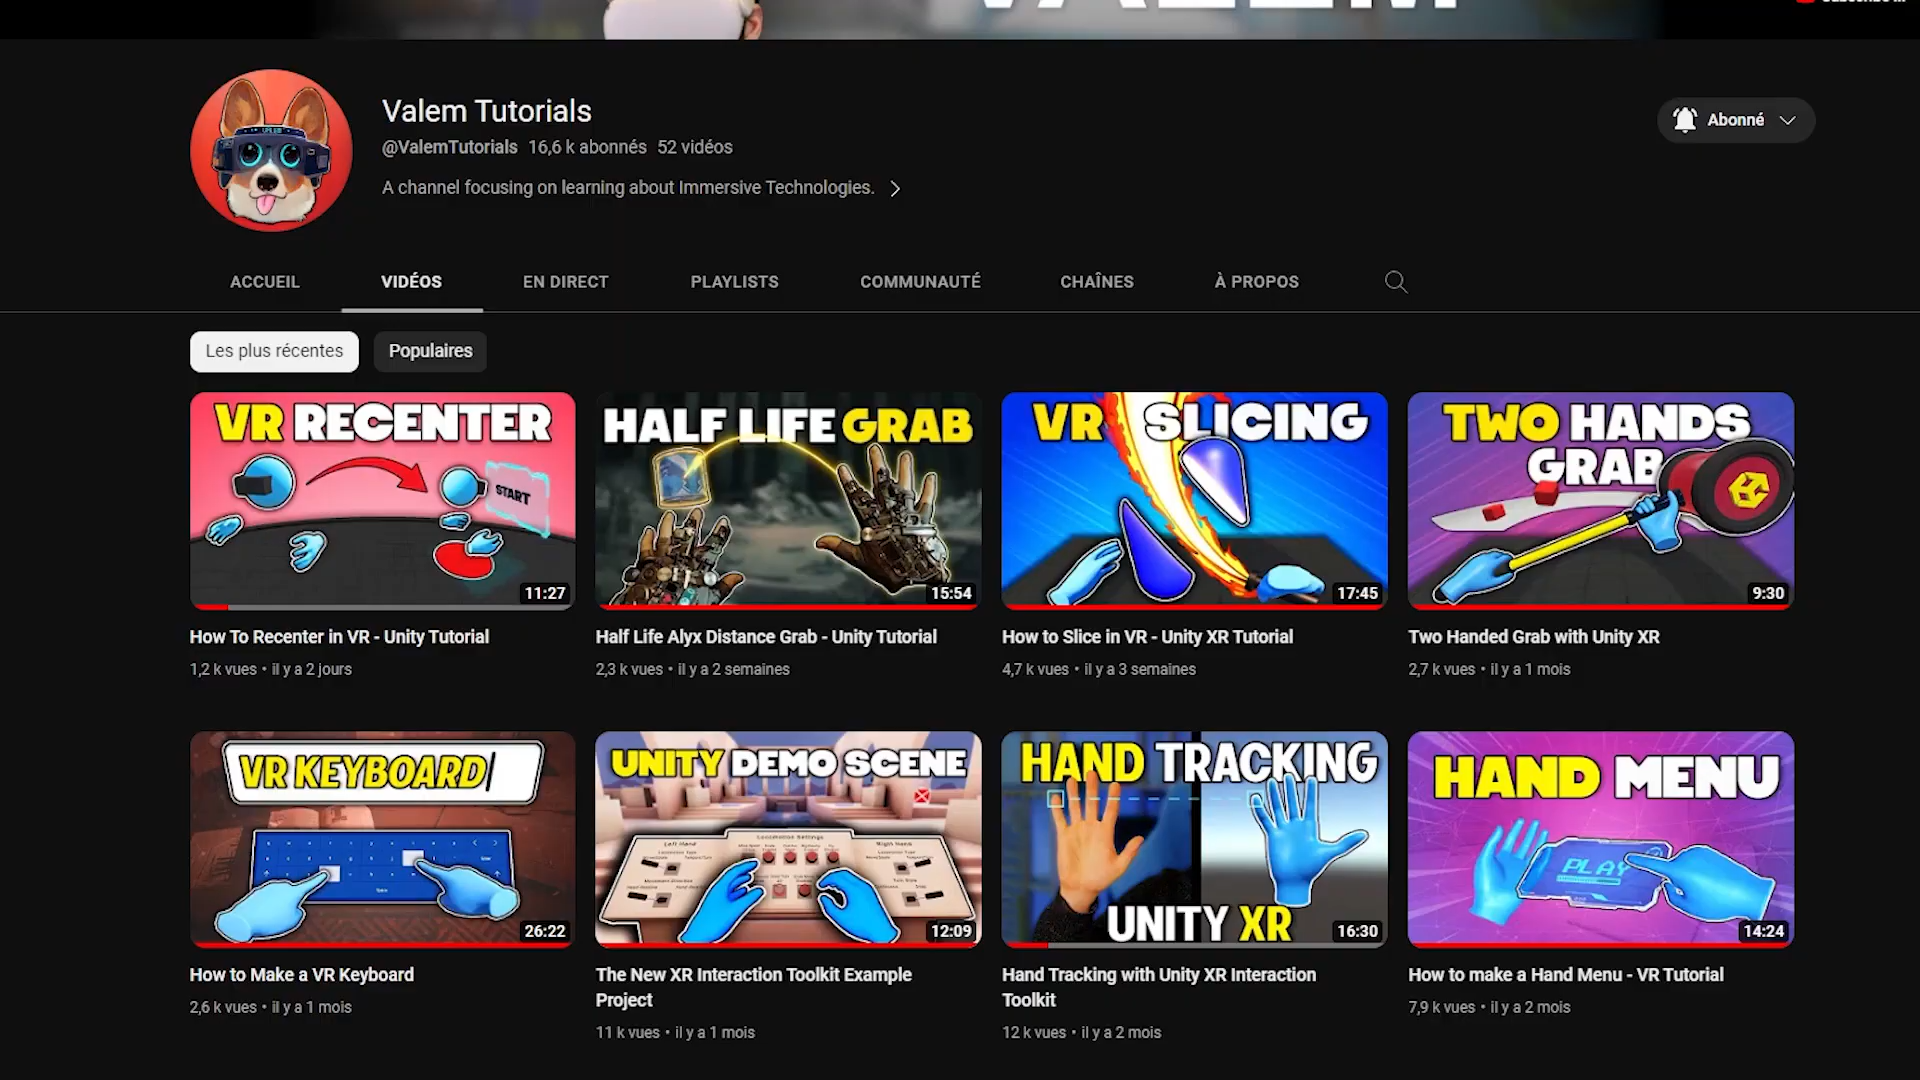 Valem Tutorials
@ValemTutorials 16,6 k abonnés 52 vidéos
A channel focusing on learning about Immersive Technologies.
Abonné
ACCUEIL VIDÉOS EN DIRECT PLAYLISTS COMMUNAUTÉ CHAÎNES À PROPOS
Les plus récentes Populaires
VR RECENTER
START
11:27
HALF LIFE GRAB
15:54
VR SLICING
17:45
TWO HANDS
GRAB
9:30
How To Recenter in VR - Unity Tutorial
1,2 k vues • il y a 2 jours
Half Life Alyx Distance Grab - Unity Tutorial
2,3 k vues • il y a 2 semaines
How to Slice in VR - Unity XR Tutorial
4,7 k vues • il y a 3 semaines
Two Handed Grab with Unity XR
2,7 k vues • il y a 1 mois
VR KEYBOARD
26:22
UNITY DEMO SCENE
Locomotion Settings
Left Hand
Right Hand
12:09
HAND TRACKING
UNITY XR
16:30
HAND MENU
PLAY
14:24
How to Make a VR Keyboard
2,6 k vues • il y a 1 mois
The New XR Interaction Toolkit Example
Project
11 k vues • il y a 1 mois
Hand Tracking with Unity XR Interaction
Toolkit
12 k vues • il y a 2 mois
How to make a Hand Menu - VR Tutorial
7,9 k vues • il y a 2 mois